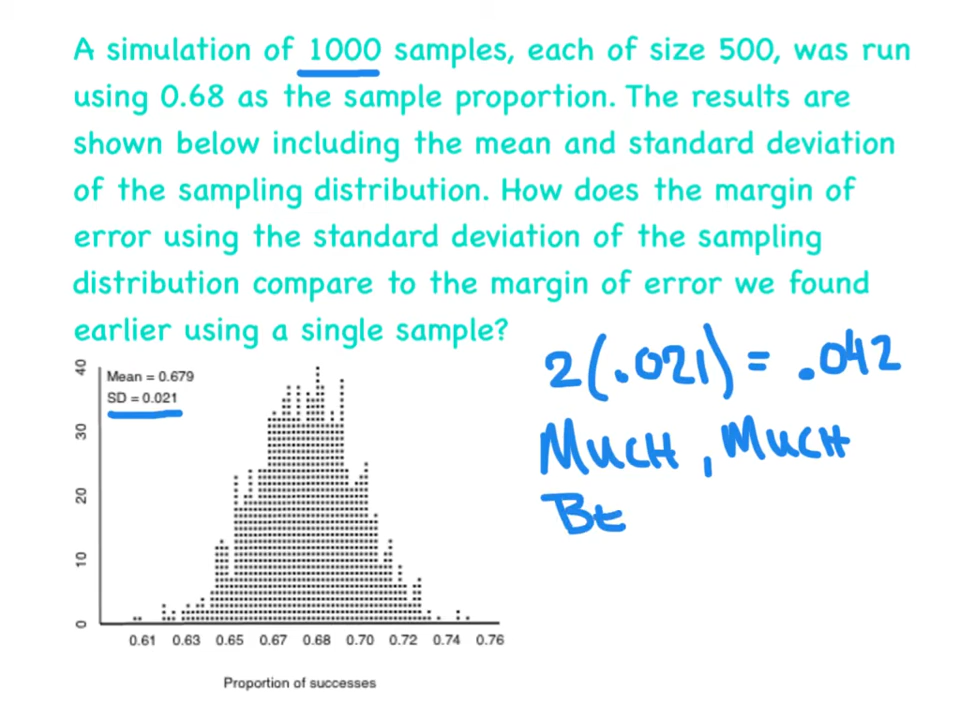 A simulation of 1000 samples, each of size 500, was run
using 0.68 as the sample proportion. The results are
shown below including the mean and standard deviation
of the sampling distribution. How does the margin of
error using the standard deviation of the sampling
distribution compare to the margin of error we found
earlier using a single sample?
2(.021) = .042
MUCH, MUCH
Be
Mean = 0.679
SD = 0.021
40
30
20
10
0
0.61 0.63 0.65 0.67 0.68 0.70 0.72 0.74 0.76
Proportion of successes